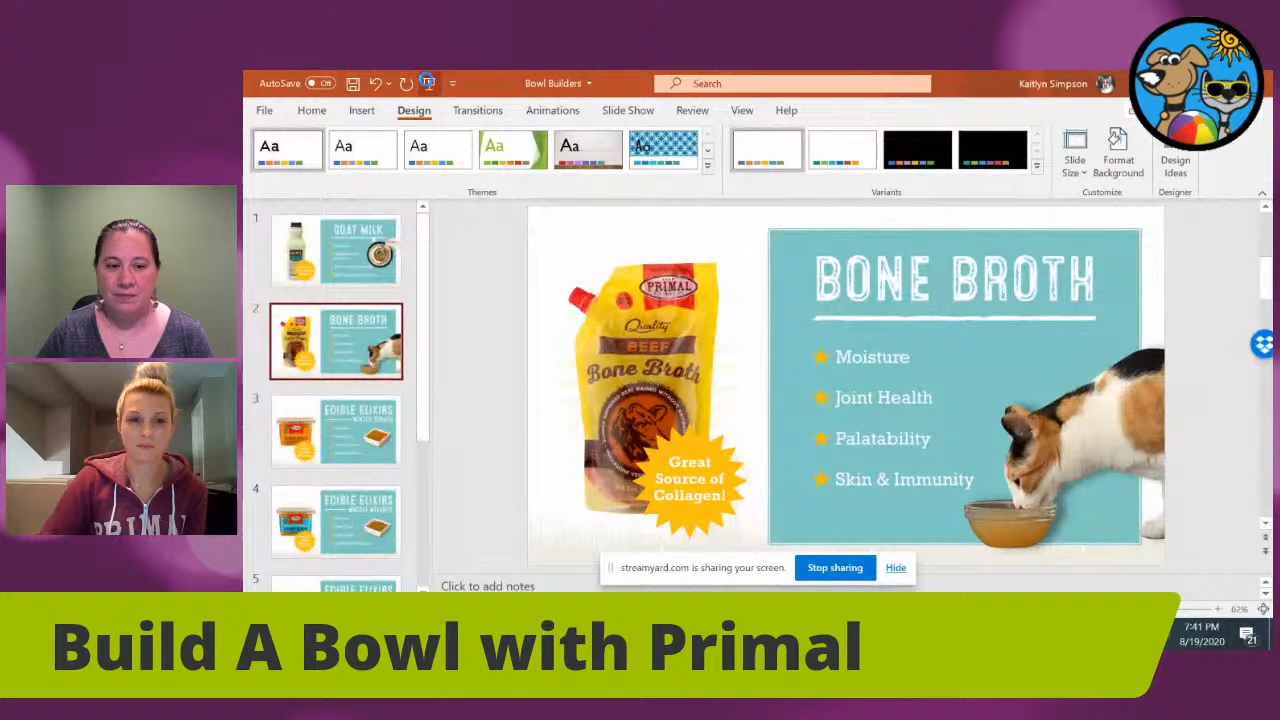 AutoSave Off
Bowl Builders
Search
Kaitlyn Simpson
File Home Insert Design Transitions Animations Slide Show Review View Help
Aa Aa Aa Aa Aa Aa
Slide Size
Format Background
Design Ideas
Themes
Variants
Customize
Designer
1
GOAT MILK
2
BONE BROTH
3
EDIBLE ELIXIRS
4
EDIBLE ELIXIRS
5
PRIMAL
Quality
BEEF
Bone Broth
Great
Source of
Collagen!
BONE BROTH
Moisture
Joint Health
Palatability
Skin & Immunity
streamyard.com is sharing your screen.
Stop sharing
Hide
Click to add notes
62%
7:41 PM
8/19/2020
21
PRIMAL
Build A Bowl with Primal